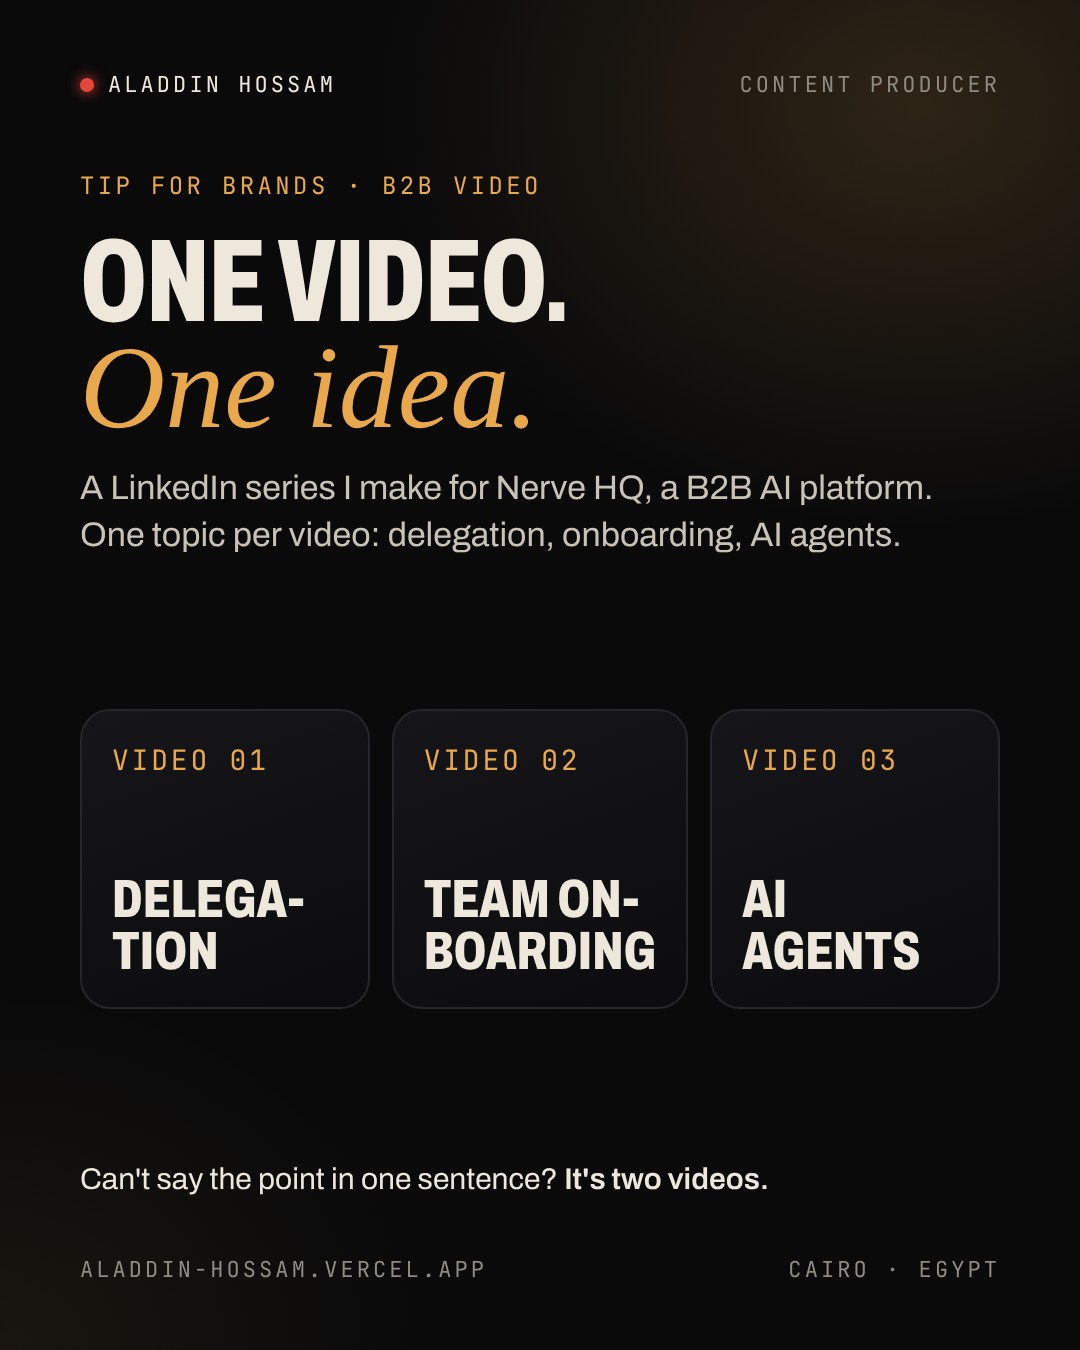 ALADDIN HOSSAM
CONTENT PRODUCER
TIP FOR BRANDS · B2B VIDEO
ONE VIDEO.
One idea.
A LinkedIn series I make for Nerve HQ, a B2B AI platform.
One topic per video: delegation, onboarding, AI agents.
VIDEO 01
DELEGA-
TION
VIDEO 02
TEAM ON-
BOARDING
VIDEO 03
AI
AGENTS
Can't say the point in one sentence? It's two videos.
ALADDIN-HOSSAM.VERCEL.APP
CAIRO · EGYPT